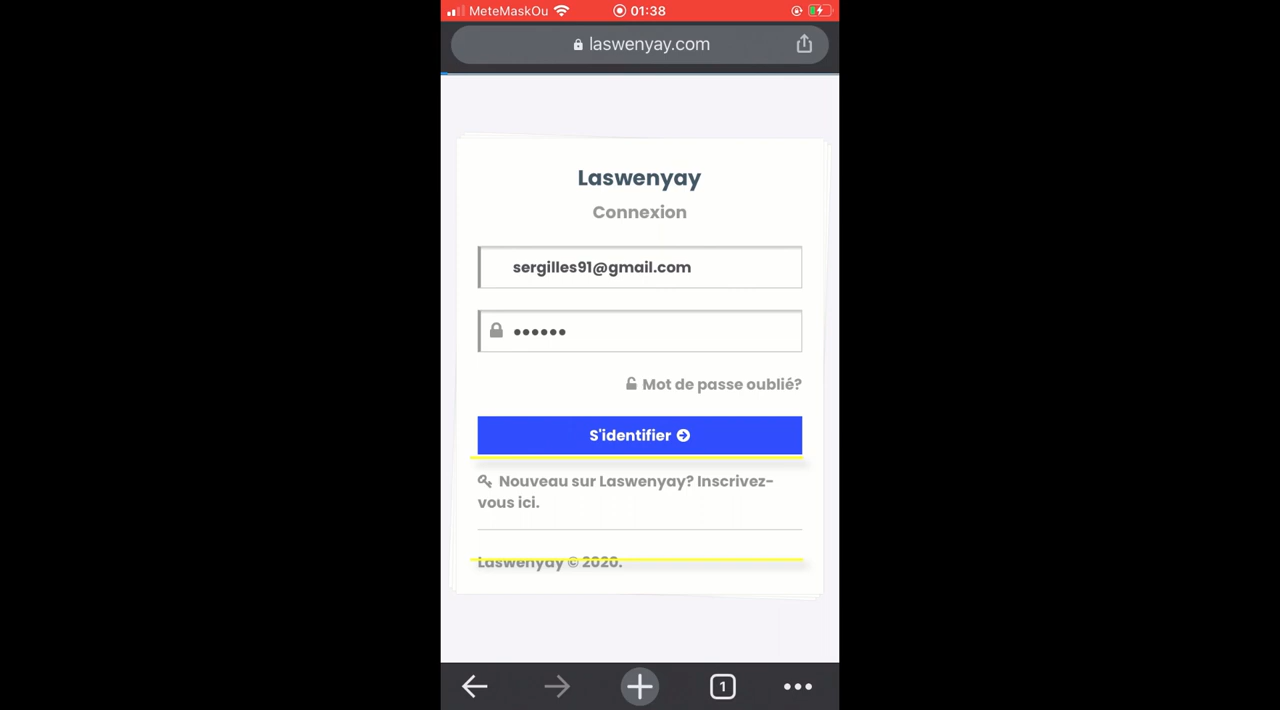 MeteMaskOu 01:38
laswenyay.com
Laswenyay
Connexion
sergilles91@gmail.com
••••••
Mot de passe oublié?
S'identifier
Nouveau sur Laswenyay? Inscrivez-
vous ici.
Laswenyay © 2020.
1